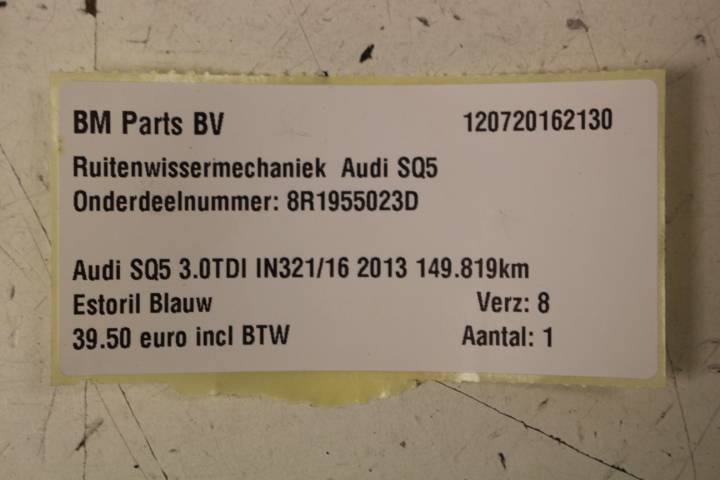 BM Parts BV 120720162130
Ruitenwissermechaniek Audi SQ5
Onderdeelnummer: 8R1955023D
Audi SQ5 3.0TDI IN321/16 2013 149.819km
Estoril Blauw Verz: 8
39.50 euro incl BTW Aantal: 1